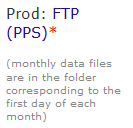 Prod: FTP
(PPS)*
(monthly data files
are in the folder
corresponding to the
first day of each
month)